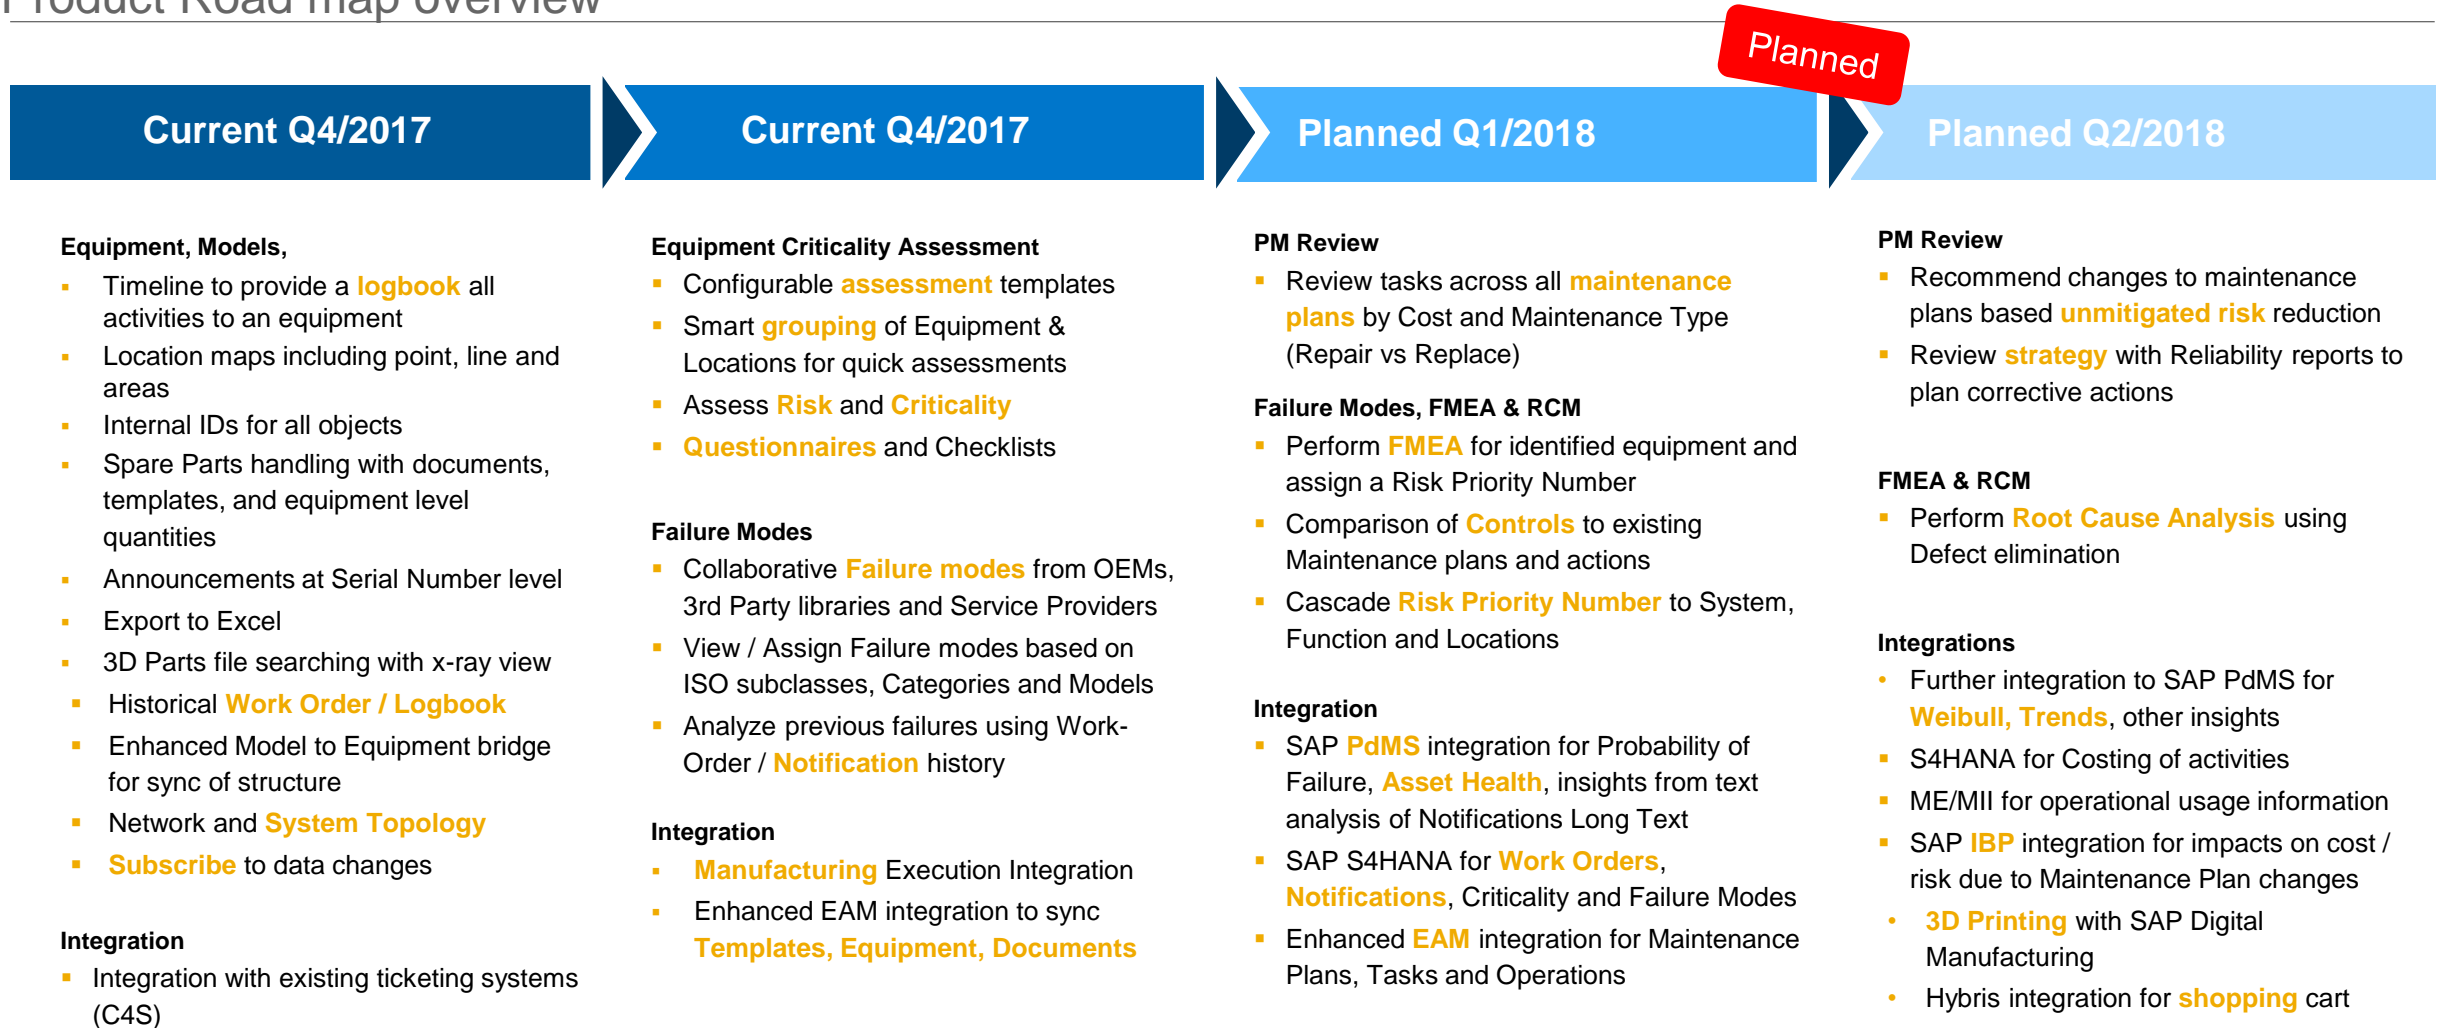 Product Road map overview
Planned
Current Q4/2017
Current Q4/2017
Planned Q1/2018
Planned Q2/2018
Equipment, Models,
Timeline to provide a logbook all
activities to an equipment
Location maps including point, line and
areas
Internal IDs for all objects
Spare Parts handling with documents,
templates, and equipment level
quantities
Announcements at Serial Number level
Export to Excel
3D Parts file searching with x-ray view
Historical Work Order / Logbook
Enhanced Model to Equipment bridge
for sync of structure
Network and System Topology
Subscribe to data changes
Integration
Integration with existing ticketing systems
(C4S)
Equipment Criticality Assessment
Configurable assessment templates
Smart grouping of Equipment &
Locations for quick assessments
Assess Risk and Criticality
Questionnaires and Checklists
Failure Modes
Collaborative Failure modes from OEMs,
3rd Party libraries and Service Providers
View / Assign Failure modes based on
ISO subclasses, Categories and Models
Analyze previous failures using Work-
Order / Notification history
Integration
Manufacturing Execution Integration
Enhanced EAM integration to sync
Templates, Equipment, Documents
PM Review
Review tasks across all maintenance
plans by Cost and Maintenance Type
(Repair vs Replace)
Failure Modes, FMEA & RCM
Perform FMEA for identified equipment and
assign a Risk Priority Number
Comparison of Controls to existing
Maintenance plans and actions
Cascade Risk Priority Number to System,
Function and Locations
Integration
SAP PdMS integration for Probability of
Failure, Asset Health, insights from text
analysis of Notifications Long Text
SAP S4HANA for Work Orders,
Notifications, Criticality and Failure Modes
Enhanced EAM integration for Maintenance
Plans, Tasks and Operations
PM Review
Recommend changes to maintenance
plans based unmitigated risk reduction
Review strategy with Reliability reports to
plan corrective actions
FMEA & RCM
Perform Root Cause Analysis using
Defect elimination
Integrations
Further integration to SAP PdMS for
Weibull, Trends, other insights
S4HANA for Costing of activities
ME/MII for operational usage information
SAP IBP integration for impacts on cost /
risk due to Maintenance Plan changes
3D Printing with SAP Digital
Manufacturing
Hybris integration for shopping cart